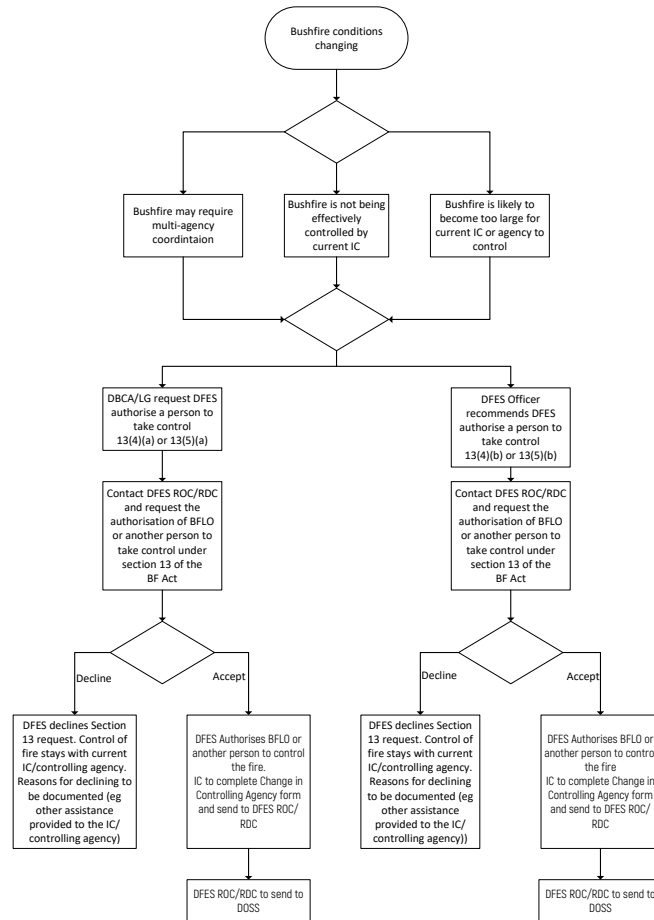 Bushfire conditions
changing
Bushfire may require
multi-agency
coordintaion
Bushfire is not being
effectively
controlled by
current IC
Bushfire is likely to
become too large for
current IC or agency to
control
DBCA/LG request DFES
authorise a person to
take control
13(4)(a) or 13(5)(a)
DFES Officer
recommends DFES
authorise a person to
take control
13(4)(b) or 13(5)(b)
Contact DFES ROC/RDC
and request the
authorisation of BFLO
or another person to
take control under
section 13 of the
BF Act
Contact DFES ROC/RDC
and request the
authorisation of BFLO
or another person to
take control under
section 13 of the
BF Act
Decline
Accept
Decline
Accept
DFES declines Section
13 request. Control of
fire stays with current
IC/controlling agency.
Reasons for declining to
be documented (eg
other assistance
provided to the IC/
controlling agency)
DFES Authorises BFLO or
another person to control
the fire.
IC to complete Change in
Controlling Agency form
and send to DFES ROC/
RDC
DFES declines Section
13 request. Control of
fire stays with current
IC/controlling agency.
Reasons for declining
to be documented (eg
other assistance
provided to the IC/
controlling agency))
DFES Authorises BFLO or
another person to control
the fire
IC to complete Change in
Controlling Agency form
and send to DFES ROC/
RDC
DFES ROC/RDC to send to
DOSS
DFES ROC/RDC to send to
DOSS